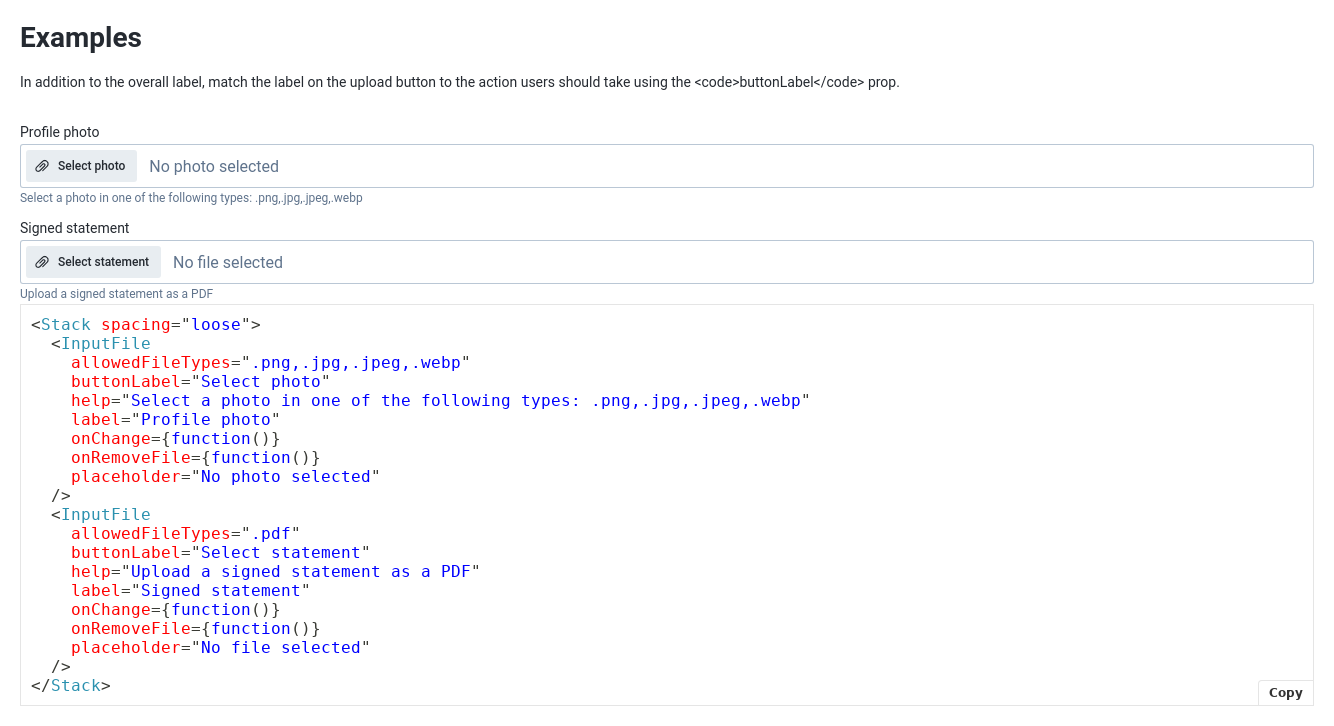 Examples
In addition to the overall label, match the label on the upload button to the action users should take using the <code>buttonLabel</code> prop.
Profile photo
Select photo No photo selected
Select a photo in one of the following types: .png,.jpg,.jpeg,.webp
Signed statement
Select statement No file selected
Upload a signed statement as a PDF
<Stack spacing="loose">
  <InputFile
    allowedFileTypes=".png,.jpg,.jpeg,.webp"
    buttonLabel="Select photo"
    help="Select a photo in one of the following types: .png,.jpg,.jpeg,.webp"
    label="Profile photo"
    onChange={function()}
    onRemoveFile={function()}
    placeholder="No photo selected"
  />
  <InputFile
    allowedFileTypes=".pdf"
    buttonLabel="Select statement"
    help="Upload a signed statement as a PDF"
    label="Signed statement"
    onChange={function()}
    onRemoveFile={function()}
    placeholder="No file selected"
  />
</Stack>
Copy